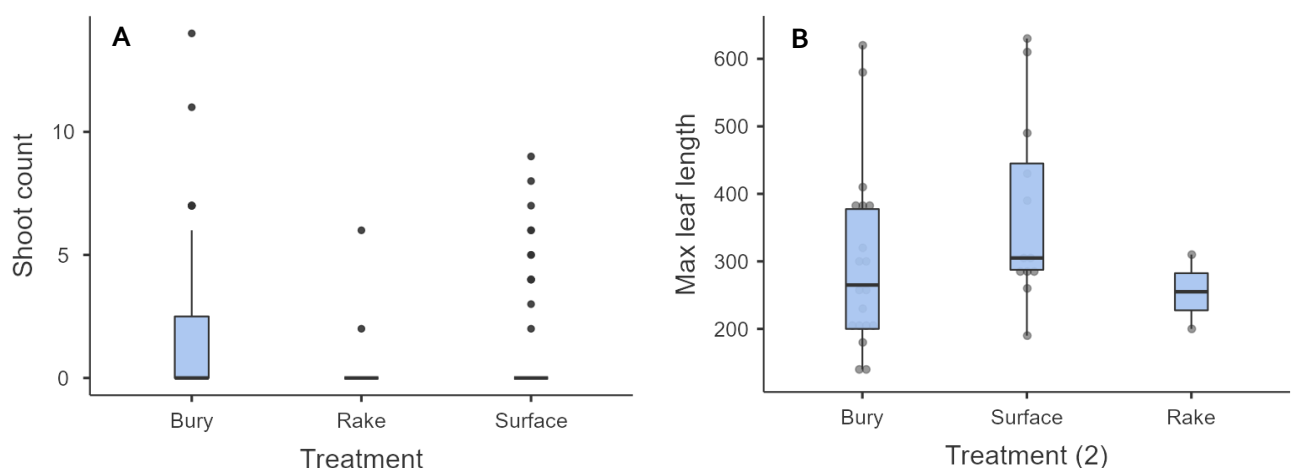 A
Shoot count
10
5
0
Bury Rake Surface
Treatment
B
Max leaf length
600
500
400
300
200
Bury Surface Rake
Treatment (2)